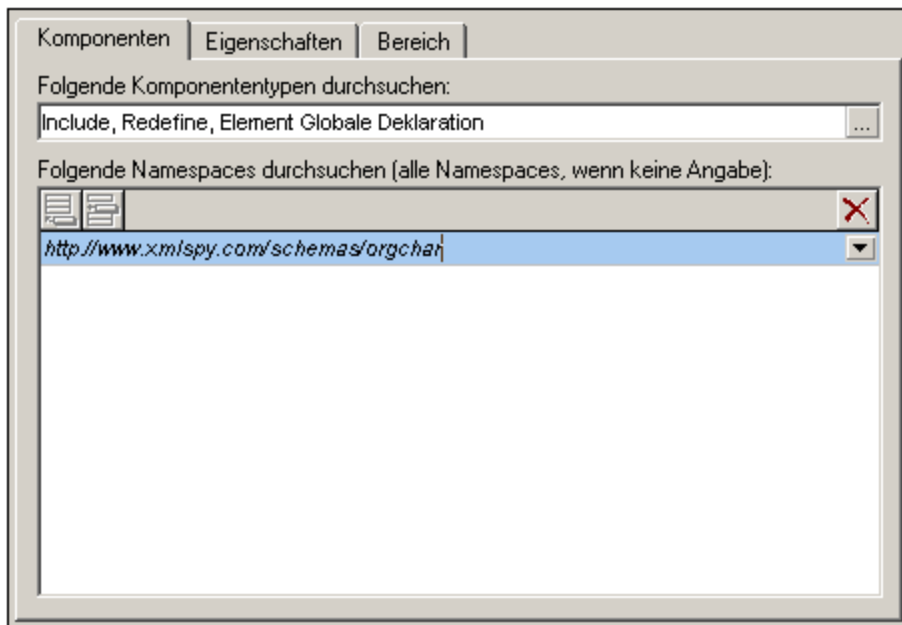 Komponenten Eigenschaften Bereich
Folgende Komponententypen durchsuchen:
Include, Redefine, Element Globale Deklaration ...
Folgende Namespaces durchsuchen (alle Namespaces, wenn keine Angabe):
http://www.xmlspy.com/schemas/orgchar